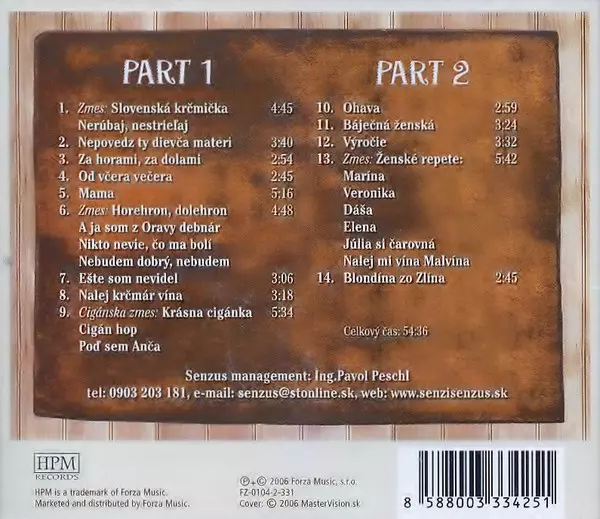 PART 1
1. Zmes: Slovenská krčmička 4:45
Nerúbaj, nestrieľaj
2. Nepovedz ty dievča materi 3:40
3. Za horami, za dolami 2:54
4. Od včera večera 2:45
5. Mama 5:16
6. Zmes: Horehron, dolehron 4:48
A ja som z Oravy debnár
Nikto nevie, čo ma bolí
Nebudem dobrý, nebudem
7. Ešte som nevidel 3:06
8. Nalej krčmár vína 3:18
9. Cigánska zmes: Krásna cigánka 5:34
Cigán hop
Poď sem Anča
PART 2
10. Ohava 2:59
11. Báječná ženská 3:24
12. Výročie 3:32
13. Zmes: Ženské repete: 5:42
Marína
Veronika
Dáša
Elena
Júlia si čarovná
Nalej mi vína Malvína
14. Blondína zo Zlína 2:45
Celkový čas: 54:36
Senzus management: Ing.Pavol Peschl
tel: 0903 203 181, e-mail: senzus@stonline.sk, web: www.senzisenzus.sk
HPM
RECORDS
HPM is a trademark of Forza Music.
Marketed and distributed by Forza Music.
℗+© 2006 Forza Music, s.r.o.
FZ-0104-2-331
Cover: © 2006 MasterVision.sk
8 588003 334251